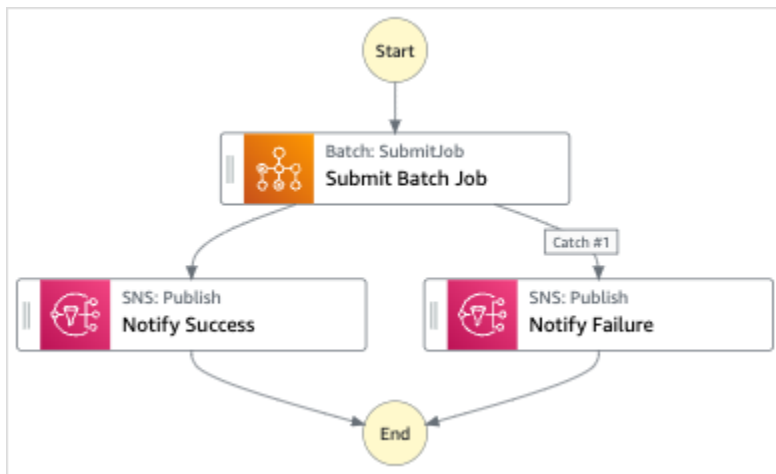 Start
Batch: SubmitJob
Submit Batch Job
Catch #1
SNS: Publish
Notify Success
SNS: Publish
Notify Failure
End